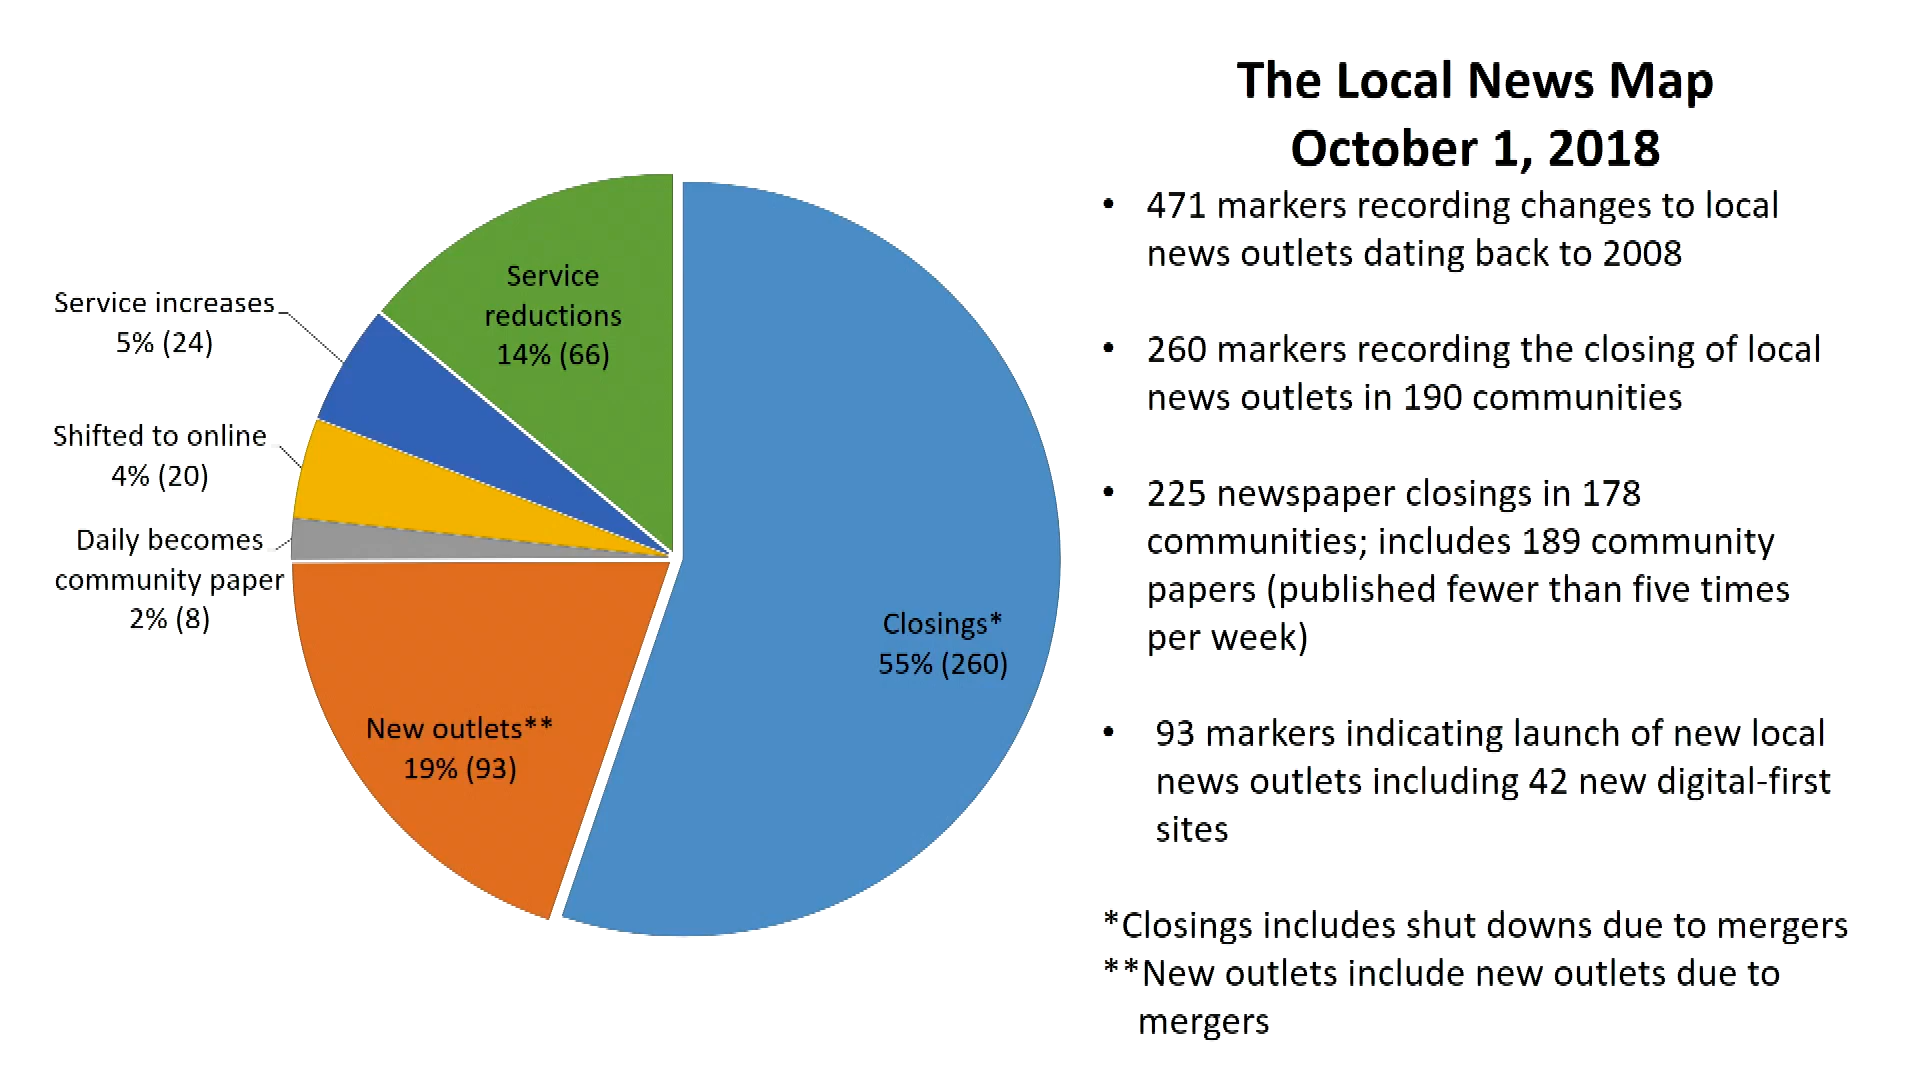 The Local News Map
October 1, 2018
• 471 markers recording changes to local
news outlets dating back to 2008
• 260 markers recording the closing of local
news outlets in 190 communities
• 225 newspaper closings in 178
communities; includes 189 community
papers (published fewer than five times
per week)
• 93 markers indicating launch of new local
news outlets including 42 new digital-first
sites
*Closings includes shut downs due to mergers
**New outlets include new outlets due to
mergers
Service
reductions
14% (66)
Service increases
5% (24)
Shifted to online
4% (20)
Daily becomes
community paper
2% (8)
New outlets**
19% (93)
Closings*
55% (260)